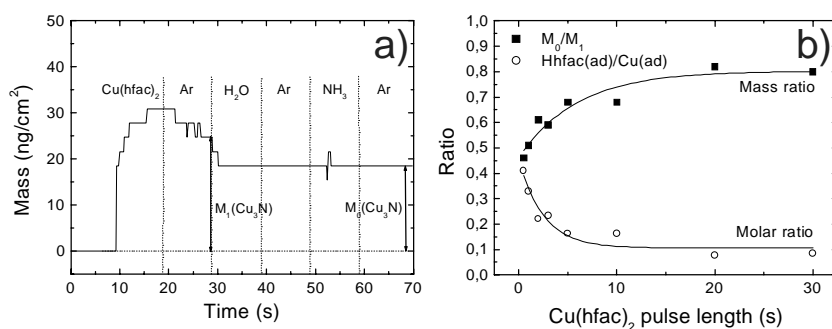 a)
Cu(hfac)2 Ar H2O Ar NH3 Ar
M1(Cu3N) M0(Cu3N)
50
40
30
20
10
0
Mass (ng/cm2)
0 10 20 30 40 50 60 70
Time (s)
b)
M0/M1
Hhfac(ad)/Cu(ad)
Mass ratio
Molar ratio
1,0
0,9
0,8
0,7
0,6
0,5
0,4
0,3
0,2
0,1
0,0
Ratio
0 10 20 30
Cu(hfac)2 pulse length (s)